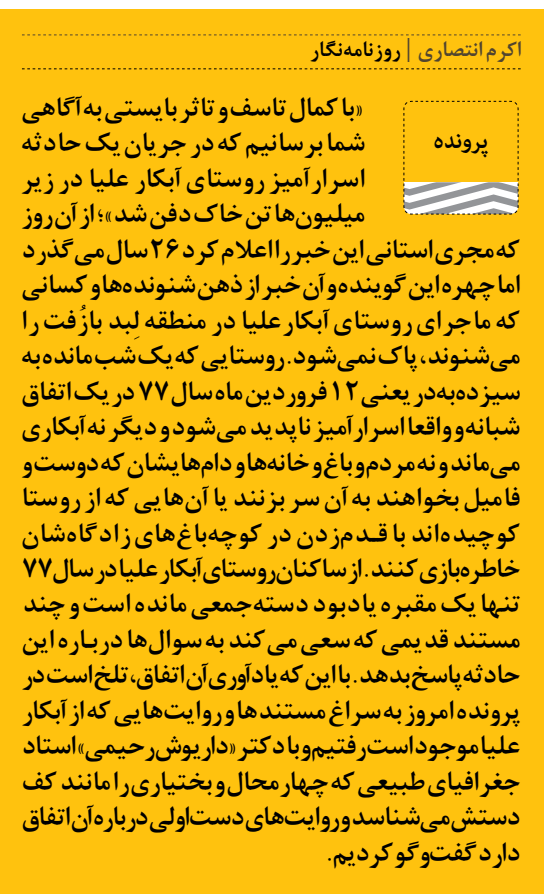 اکرم انتصاری | روزنامه‌نگار
پرونده
«با کمال تاسف و تاثر بایستی به آگاهی
شما برسانیم که در جریان یک حادثه
اسرارآمیز روستای آبکار علیا در زیر
میلیون‌ها تن خاک دفن شد»؛ از آن روز
که مجری استانی این خبر را اعلام کرد ۲۶ سال می‌گذرد
اما چهره این گوینده و آن خبر از ذهن شنونده‌ها و کسانی
که ماجرای روستای آبکار علیا در منطقه لِبد بازُفت را
می‌شنوند، پاک نمی‌شود. روستایی که یک شب مانده به
سیزده‌به‌در یعنی ۱۲ فروردین ماه سال ۷۷ در یک اتفاق
شبانه و واقعا اسرارآمیز ناپدید می‌شود و دیگر نه آبکاری
می‌ماند و نه مردم و باغ و خانه‌ها و دام‌هایشان که دوست و
فامیل بخواهند به آن سر بزنند یا آن‌هایی که از روستا
کوچیده‌اند با قدم‌زدن در کوچه‌باغ‌های زادگاه‌شان
خاطره‌بازی کنند. از ساکنان روستای آبکار علیا در سال ۷۷
تنها یک مقبره یادبود دسته‌جمعی مانده است و چند
مستند قدیمی که سعی می‌کند به سوال‌ها درباره این
حادثه پاسخ بدهد. با این که یادآوری آن اتفاق، تلخ است در
پرونده امروز به سراغ مستندها و روایت‌هایی که از آبکار
علیا موجود است رفتیم و با دکتر «داریوش رحیمی» استاد
جغرافیای طبیعی که چهارمحال و بختیاری را مانند کف
دستش می‌شناسد و روایت‌های دست‌اولی درباره آن اتفاق
دارد گفت‌وگو کردیم.